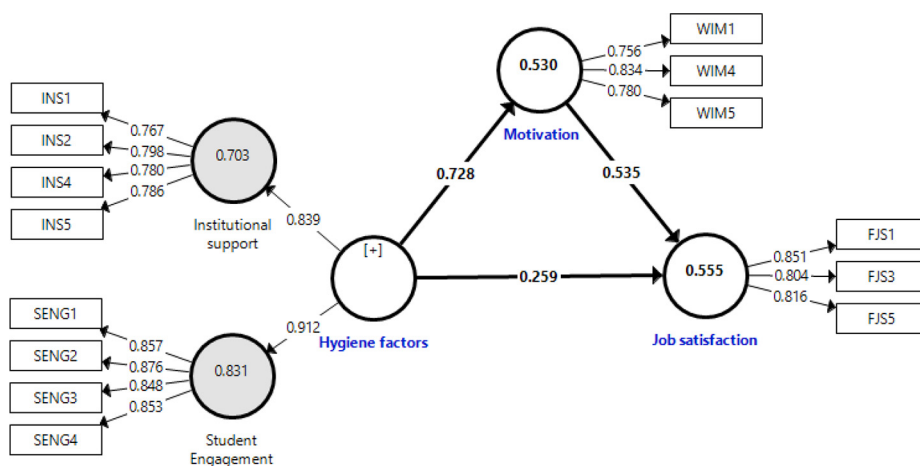 WIM1
0.756
0.530
0.834
WIM4
0.780
WIM5
Motivation
INS1
0.767
INS2
0.798
0.703
INS4
0.780
0.786
INS5
Institutional
support
0.728
0.535
0.839
[+]
FJS1
0.851
0.259
0.555
0.804
FJS3
0.816
FJS5
Hygiene factors
Job satisfaction
SENG1
0.912
0.857
SENG2
0.876
0.831
0.848
SENG3
0.853
SENG4
Student
Engagement